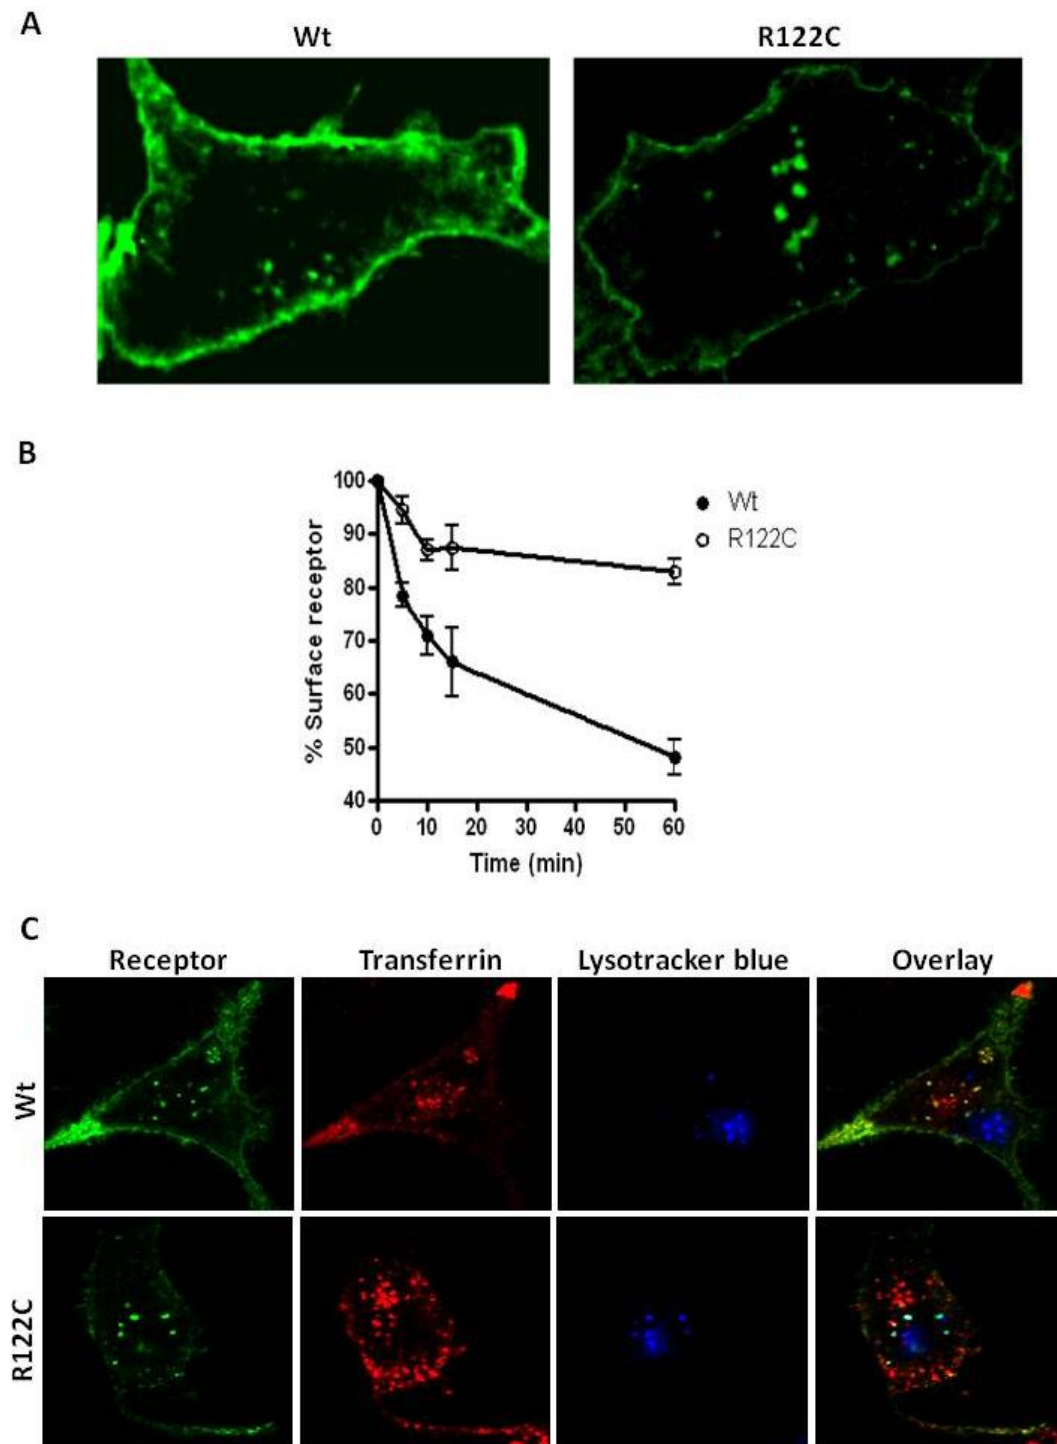 A
Wt R122C
B
100
90
80
70
60
50
40
% Surface receptor
0 10 20 30 40 50 60
Time (min)
Wt
R122C
C
Receptor Transferrin Lysotracker blue Overlay
Wt
R122C